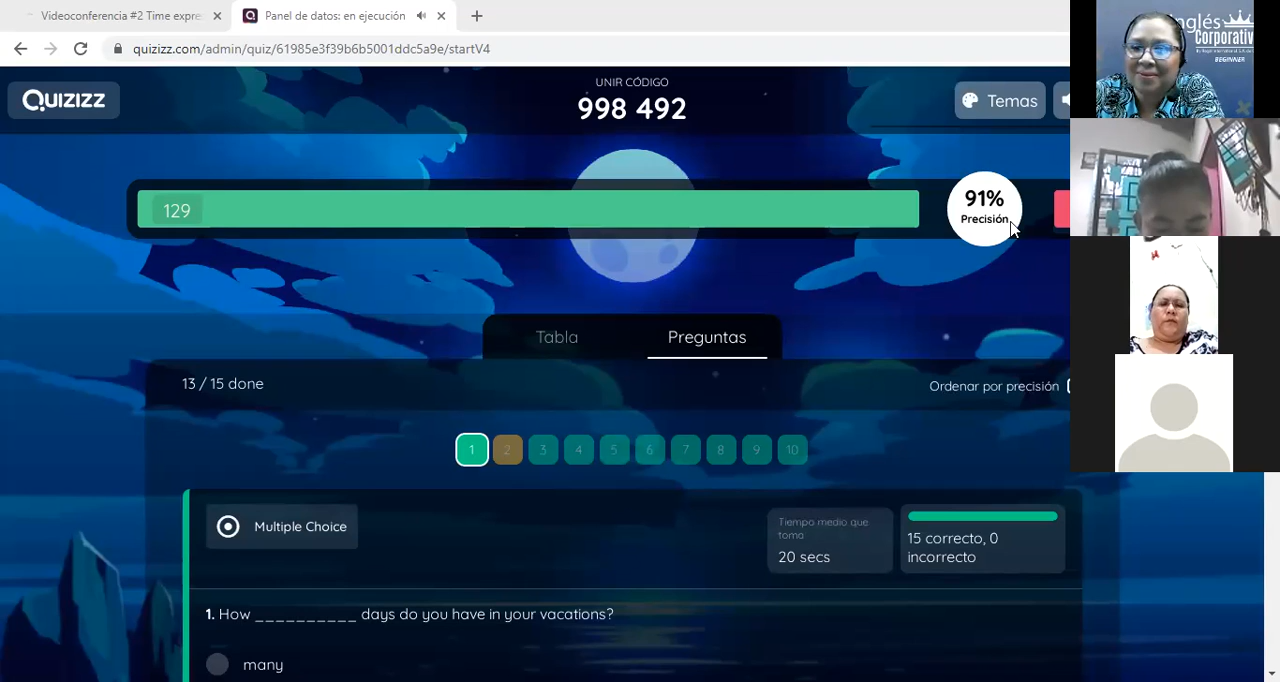 Videoconferencia #2 Time expre
Panel de datos: en ejecución
quizizz.com/admin/quiz/61985e3f39b6b5001ddc5a9e/startV4
Inglés
Corporativ
BEGINNER
QUIZIZZ
UNIR CÓDIGO
998 492
Temas
129
91%
Precisión
Tabla
Preguntas
13 / 15 done
Ordenar por precisión
1 2 3 4 5 6 7 8 9 10
Multiple Choice
Tiempo medio que
toma
20 secs
15 correcto, 0
incorrecto
1. How __________ days do you have in your vacations?
many